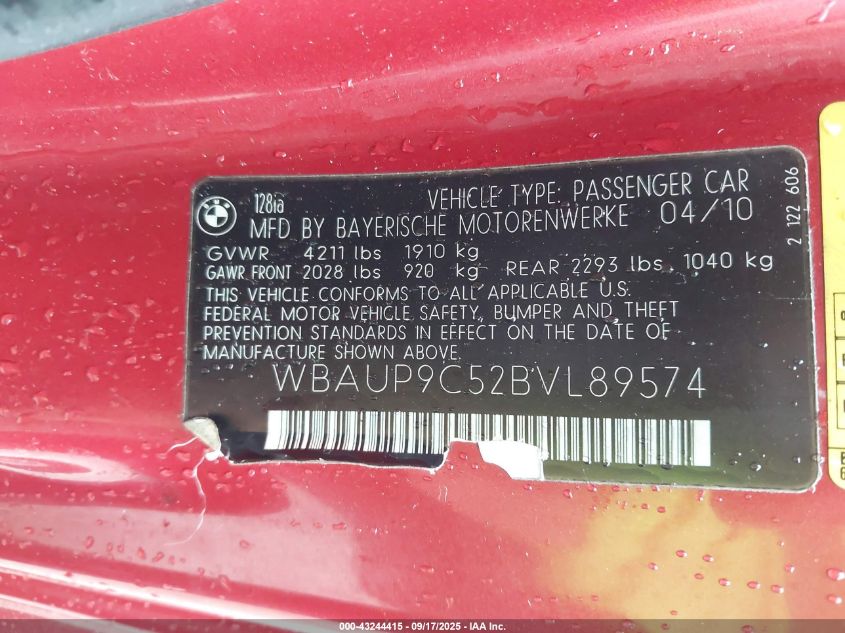 128ia VEHICLE TYPE: PASSENGER CAR
MFD BY BAYERISCHE MOTORENWERKE 04/10
GVWR 4211 lbs 1910 kg
GAWR FRONT 2028 lbs 920 kg REAR 2293 lbs 1040 kg
THIS VEHICLE CONFORMS TO ALL APPLICABLE U.S.
FEDERAL MOTOR VEHICLE SAFETY, BUMPER AND, THEFT
PREVENTION STANDARDS IN EFFECT ON THE DATE OF
MANUFACTURE SHOWN ABOVE.
WBAUP9C52BVL89574
2 122 606
000-43244415 - 09/17/2025 - IAA Inc.